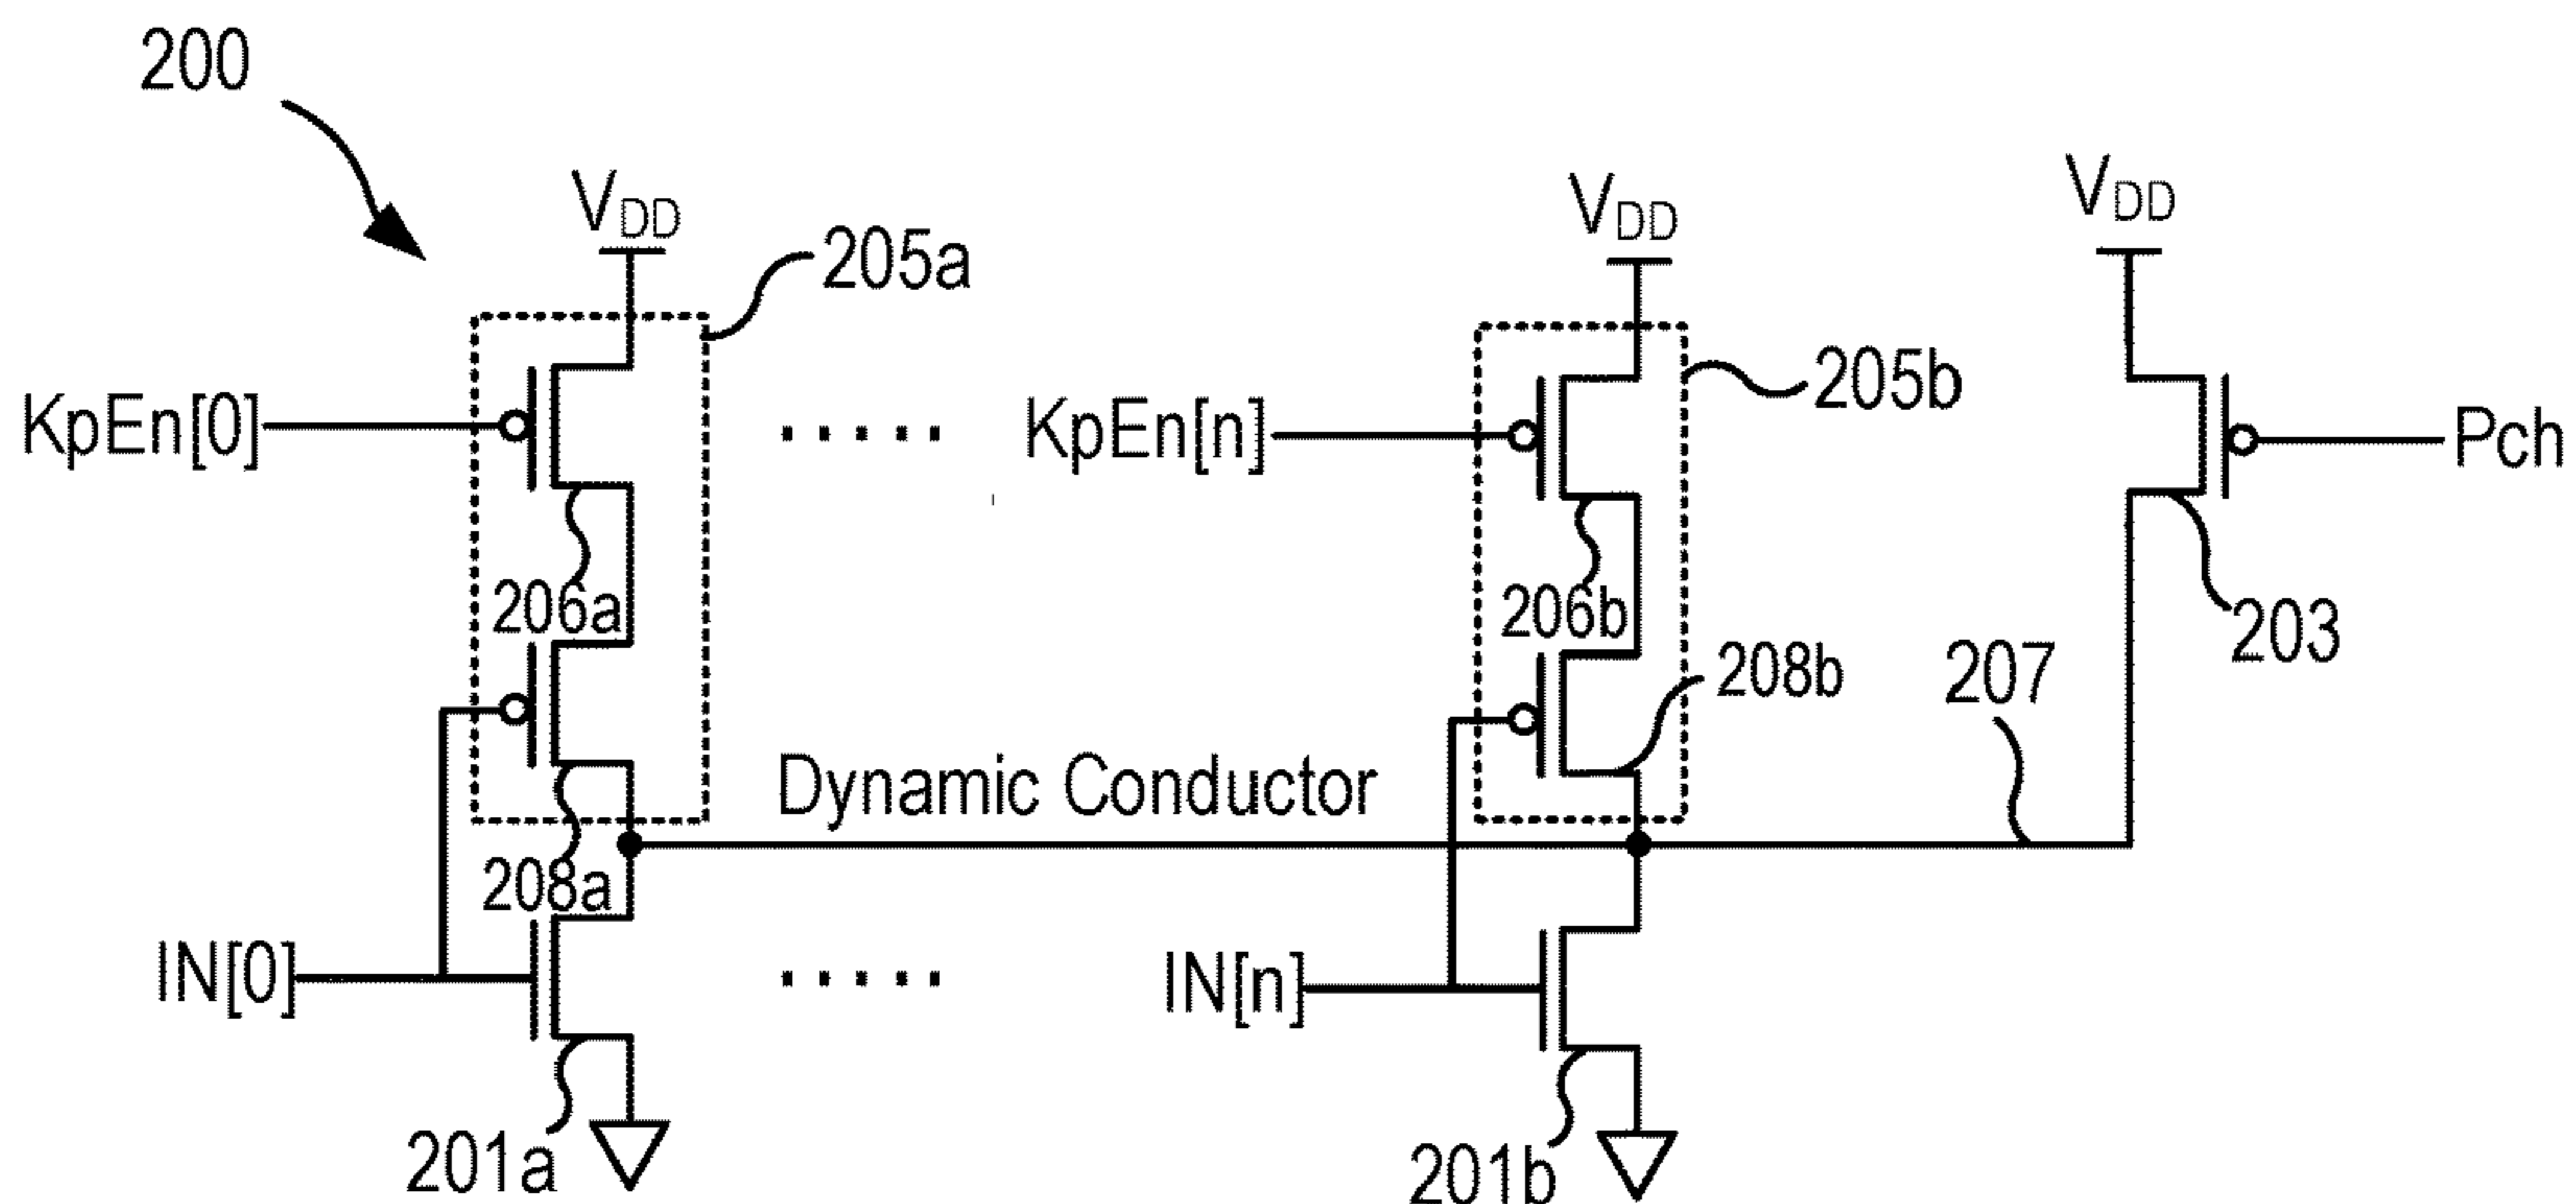 200
VDD
VDD
VDD
205a
205b
KpEn[0]
KpEn[n]
Pch
206a
206b
203
208b
207
Dynamic Conductor
208a
IN[0]
IN[n]
201a
201b